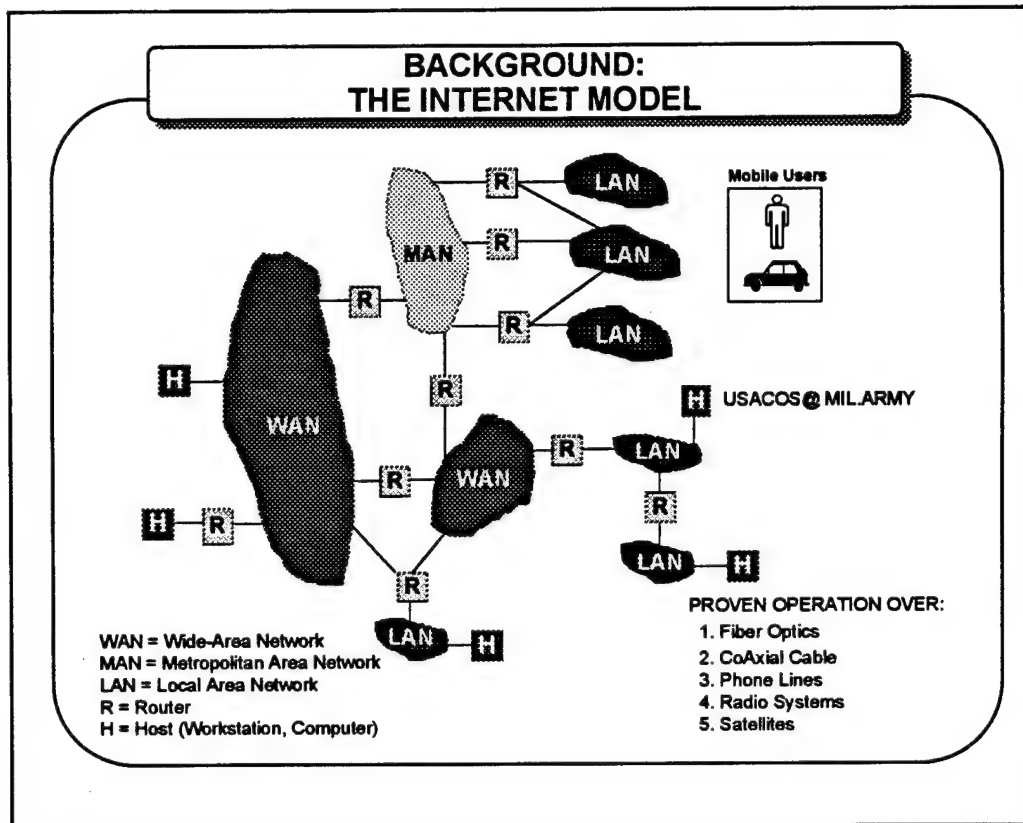 BACKGROUND:
THE INTERNET MODEL
R
LAN
Mobile Users
MAN
R
LAN
R
R
LAN
R
H
H
USACOS@MIL.ARMY
WAN
R
LAN
R
WAN
H
R
R
R
LAN
H
LAN
H
WAN = Wide-Area Network
MAN = Metropolitan Area Network
LAN = Local Area Network
R = Router
H = Host (Workstation, Computer)
PROVEN OPERATION OVER:
1. Fiber Optics
2. CoAxial Cable
3. Phone Lines
4. Radio Systems
5. Satellites